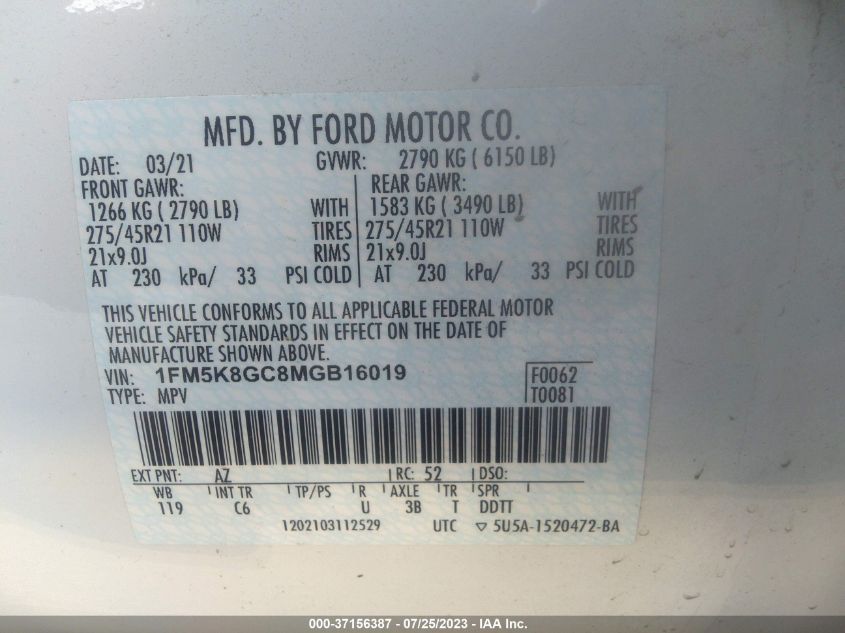 MFD. BY FORD MOTOR CO.
DATE: 03/21 GVWR: 2790 KG ( 6150 LB)
FRONT GAWR: REAR GAWR:
1266 KG ( 2790 LB) WITH 1583 KG ( 3490 LB) WITH
275/45R21 110W TIRES 275/45R21 110W TIRES
21x9.0J RIMS 21x9.0J RIMS
AT 230 kPa/ 33 PSI COLD AT 230 kPa/ 33 PSI COLD
THIS VEHICLE CONFORMS TO ALL APPLICABLE FEDERAL MOTOR
VEHICLE SAFETY STANDARDS IN EFFECT ON THE DATE OF
MANUFACTURE SHOWN ABOVE.
VIN: 1FM5K8GC8MGB16019 F0062
TYPE: MPV T0081
EXT PNT: AZ RC: 52 DSO:
WB INT TR TP/PS R AXLE TR SPR
119 C6 U 3B T DDTT
1202103112529 UTC ▽ 5U5A-1520472-BA
000-37156387 / 07/25/2023 - IAA Inc.